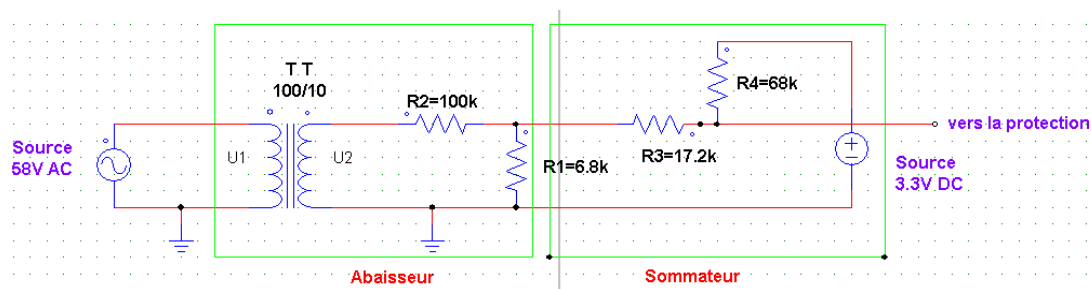 T T
100/10
R2=100k
R4=68k
vers la protection
Source
58V AC
U1
U2
R1=6.8k
R3=17.2k
Source
3.3V DC
Abaisseur
Sommateur